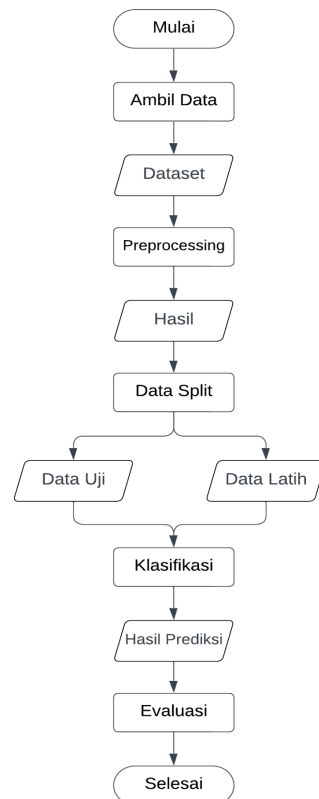 Mulai
Ambil Data
Dataset
Preprocessing
Hasil
Data Split
Data Uji
Data Latih
Klasifikasi
Hasil Prediksi
Evaluasi
Selesai